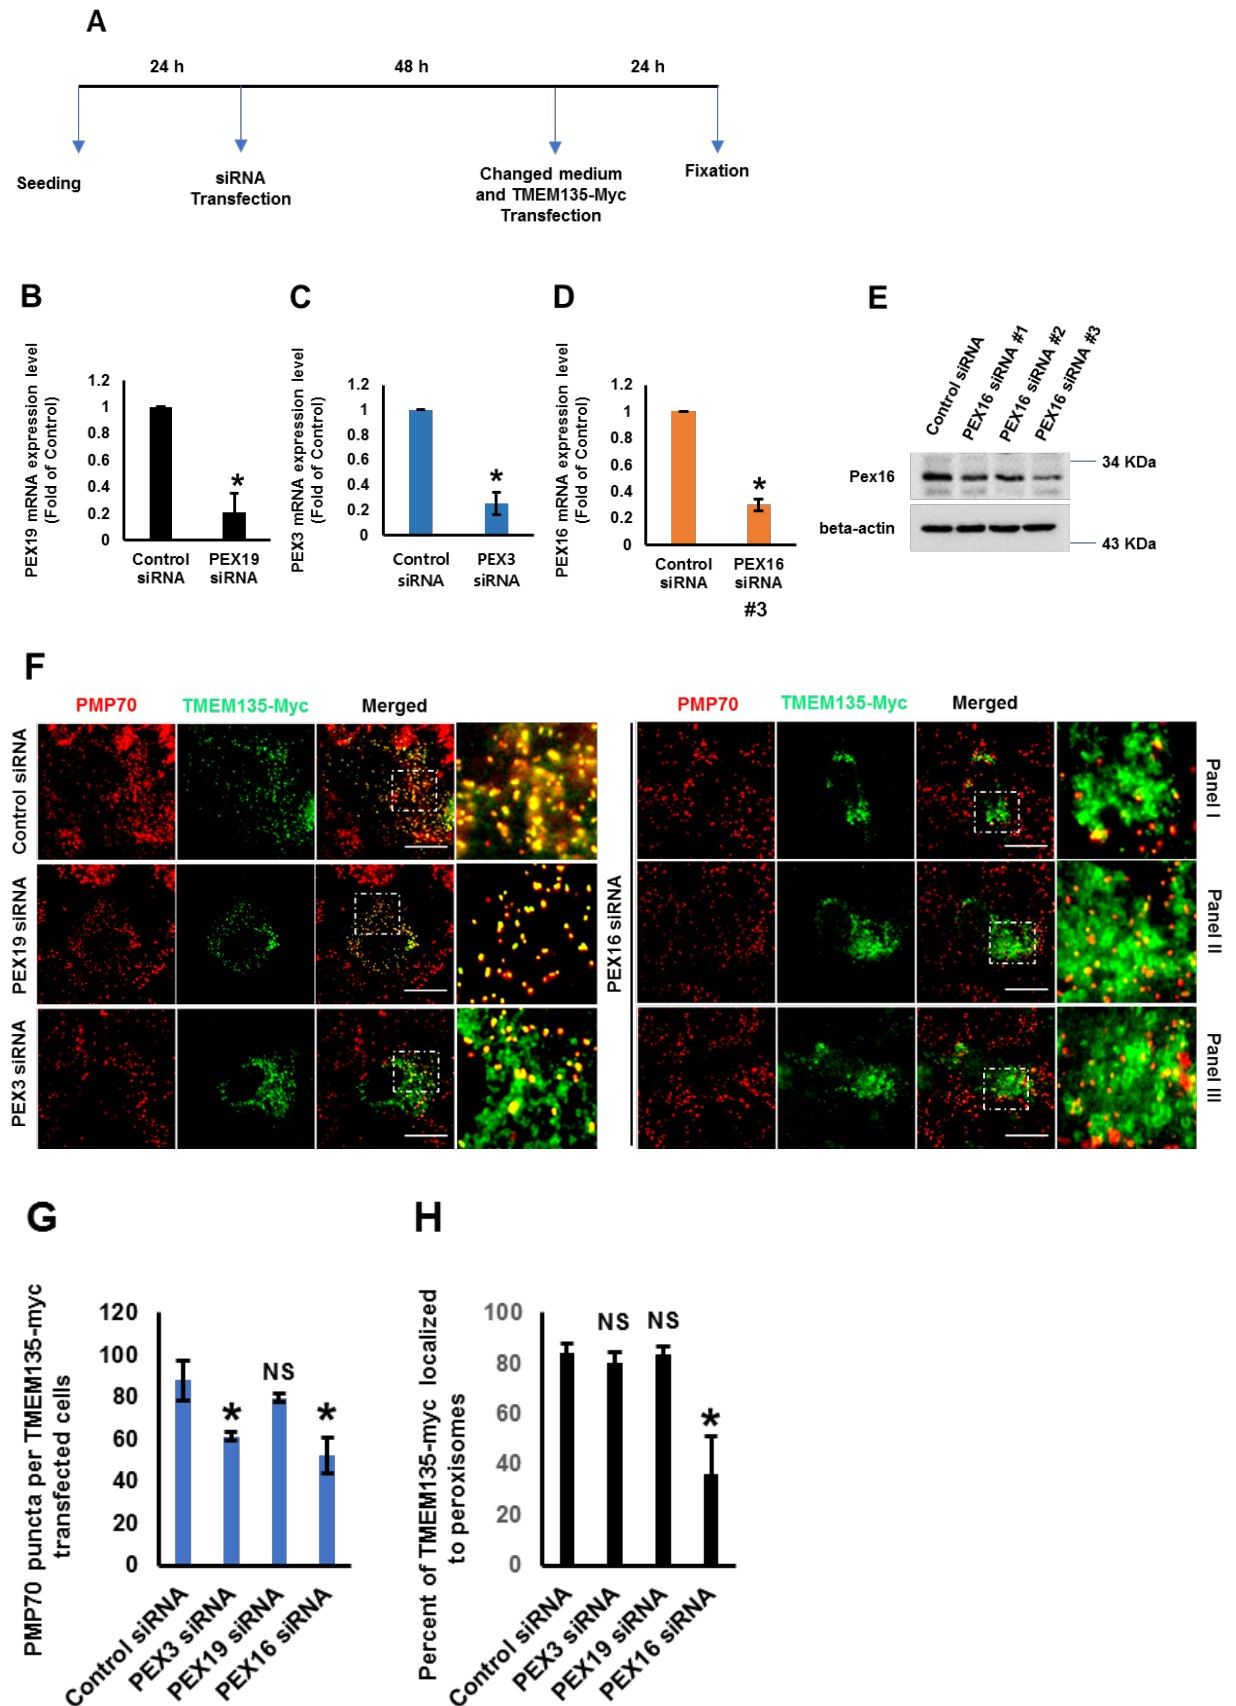 A
24 h
48 h
24 h
Seeding
siRNA
Transfection
Changed medium
and TMEM135-Myc
Transfection
Fixation
B
PEX19 mRNA expression level
(Fold of Control)
1.2
1
0.8
0.6
0.4
0.2
0
*
Control
siRNA
PEX19
siRNA
C
PEX3 mRNA expression level
(Fold of Control)
1.2
1
0.8
0.6
0.4
0.2
0
*
Control
siRNA
PEX3
siRNA
D
PEX16 mRNA expression level
(Fold of Control)
1.2
1
0.8
0.6
0.4
0.2
0
*
Control
siRNA
PEX16
siRNA
#3
E
Control siRNA
PEX16 siRNA #1
PEX16 siRNA #2
PEX16 siRNA #3
Pex16
34 KDa
beta-actin
43 KDa
F
PMP70
TMEM135-Myc
Merged
Control siRNA
PEX19 siRNA
PEX3 siRNA
PMP70
TMEM135-Myc
Merged
PEX16 siRNA
Panel I
Panel II
Panel III
G
PMP70 puncta per TMEM135-myc
transfected cells
120
100
80
60
40
20
0
*
NS
*
Control siRNA
PEX3 siRNA
PEX19 siRNA
PEX16 siRNA
H
Percent of TMEM135-myc localized
to peroxisomes
100
80
60
40
20
0
NS
NS
*
Control siRNA
PEX3 siRNA
PEX19 siRNA
PEX16 siRNA